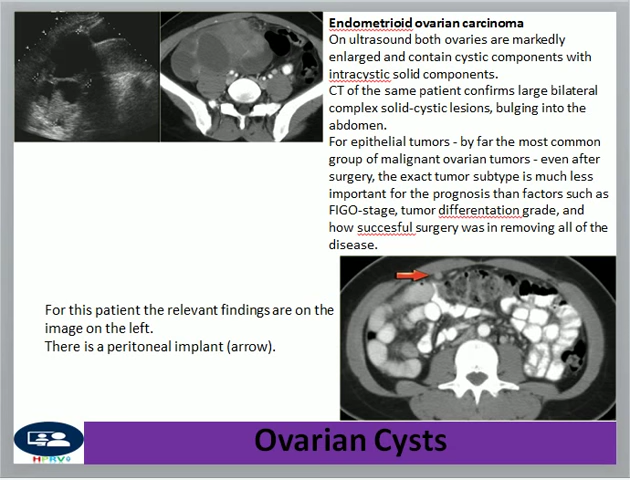 Endometrioid ovarian carcinoma
On ultrasound both ovaries are markedly
enlarged and contain cystic components with
intracystic solid components.
CT of the same patient confirms large bilateral
complex solid-cystic lesions, bulging into the
abdomen.
For epithelial tumors - by far the most common
group of malignant ovarian tumors - even after
surgery, the exact tumor subtype is much less
important for the prognosis than factors such as
FIGO-stage, tumor differentation grade, and
how succesful surgery was in removing all of the
disease.
For this patient the relevant findings are on the
image on the left.
There is a peritoneal implant (arrow).
Ovarian Cysts